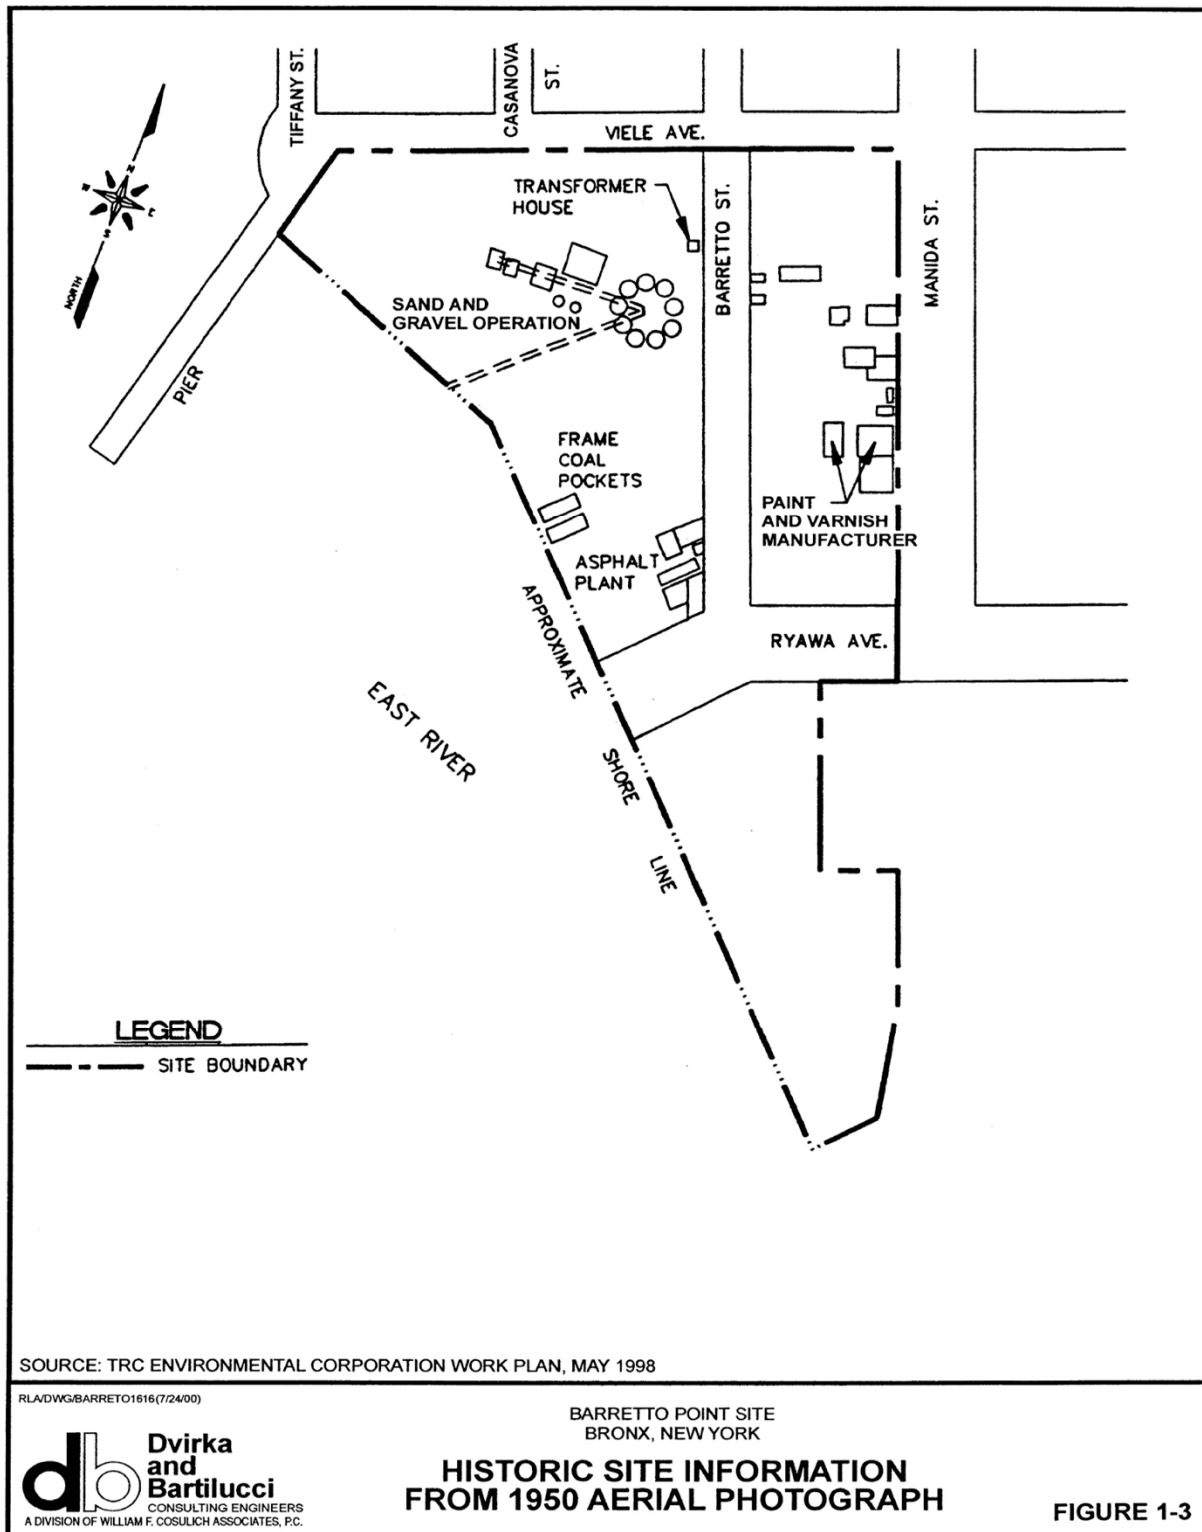 TIFFANY ST.
CASANOVA
ST.
VIELE AVE.
TRANSFORMER
HOUSE
BARRETTO ST.
MANIDA ST.
N
W
E
S
NORTH
SAND AND
GRAVEL OPERATION
PIER
FRAME
COAL
POCKETS
PAINT
AND VARNISH
MANUFACTURER
ASPHALT
PLANT
APPROXIMATE
SHORE
LINE
RYAWA AVE.
EAST RIVER
LEGEND
SITE BOUNDARY
SOURCE: TRC ENVIRONMENTAL CORPORATION WORK PLAN, MAY 1998
RLA/DWG/BARRETO1616(7/24/00)
db
Dvirka
and
Bartilucci
CONSULTING ENGINEERS
A DIVISION OF WILLIAM F. COSULICH ASSOCIATES, P.C.
BARRETTO POINT SITE
BRONX, NEW YORK
HISTORIC SITE INFORMATION
FROM 1950 AERIAL PHOTOGRAPH
FIGURE 1-3